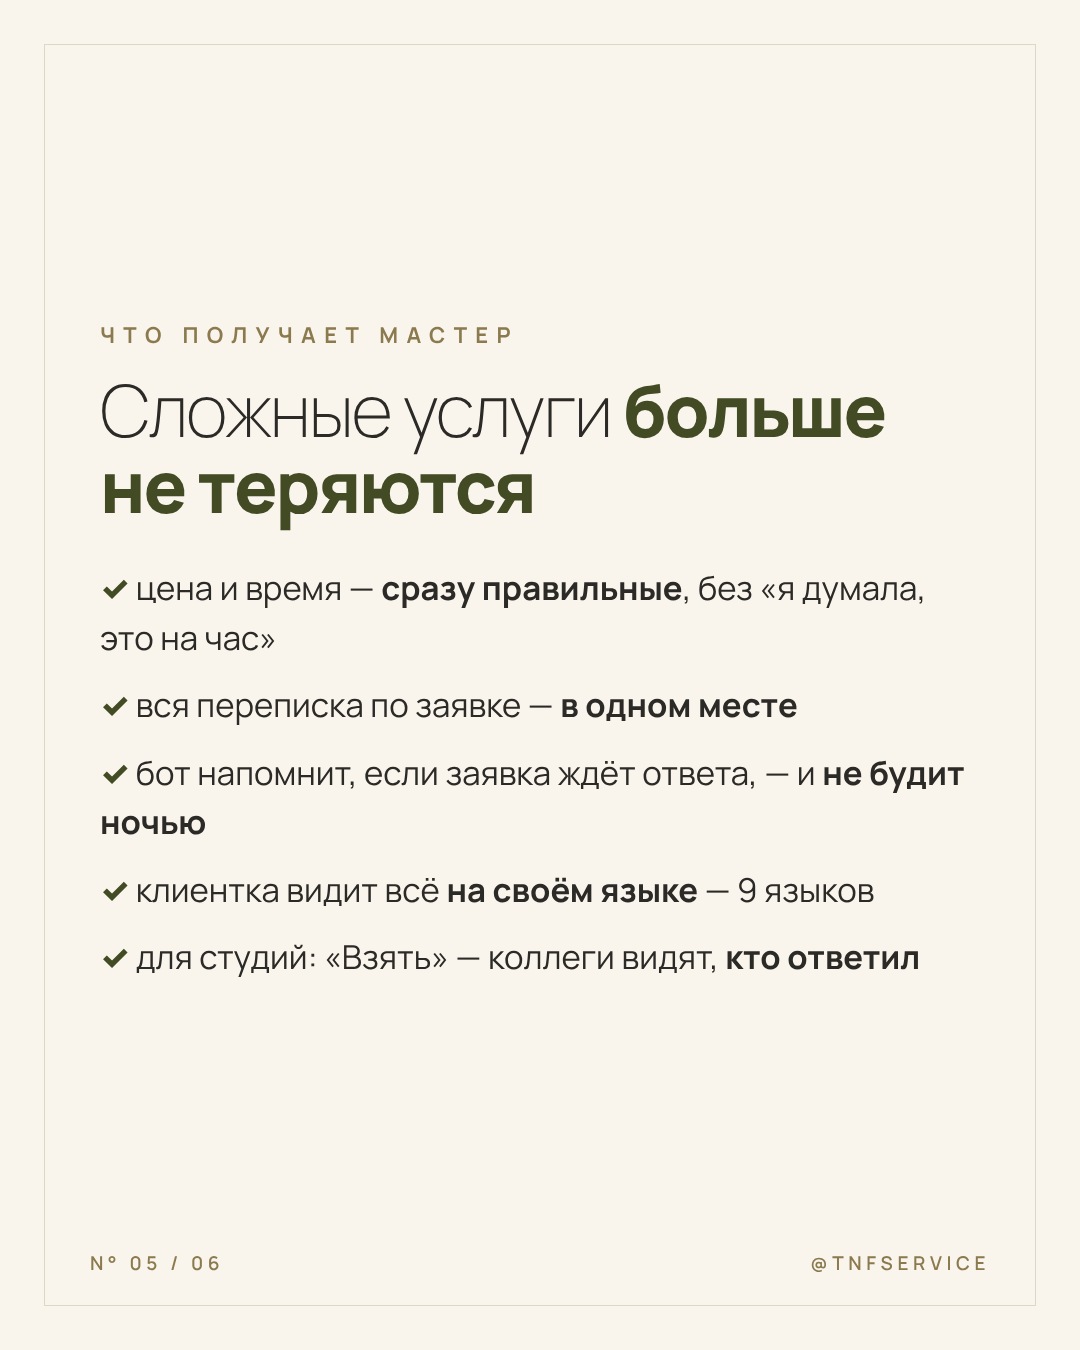 ЧТО ПОЛУЧАЕТ МАСТЕР
Сложные услуги больше
не теряются
✓ цена и время — сразу правильные, без «я думала,
это на час»
✓ вся переписка по заявке — в одном месте
✓ бот напомнит, если заявка ждёт ответа, — и не будит
ночью
✓ клиентка видит всё на своём языке — 9 языков
✓ для студий: «Взять» — коллеги видят, кто ответил
N° 05 / 06
@TNFSERVICE